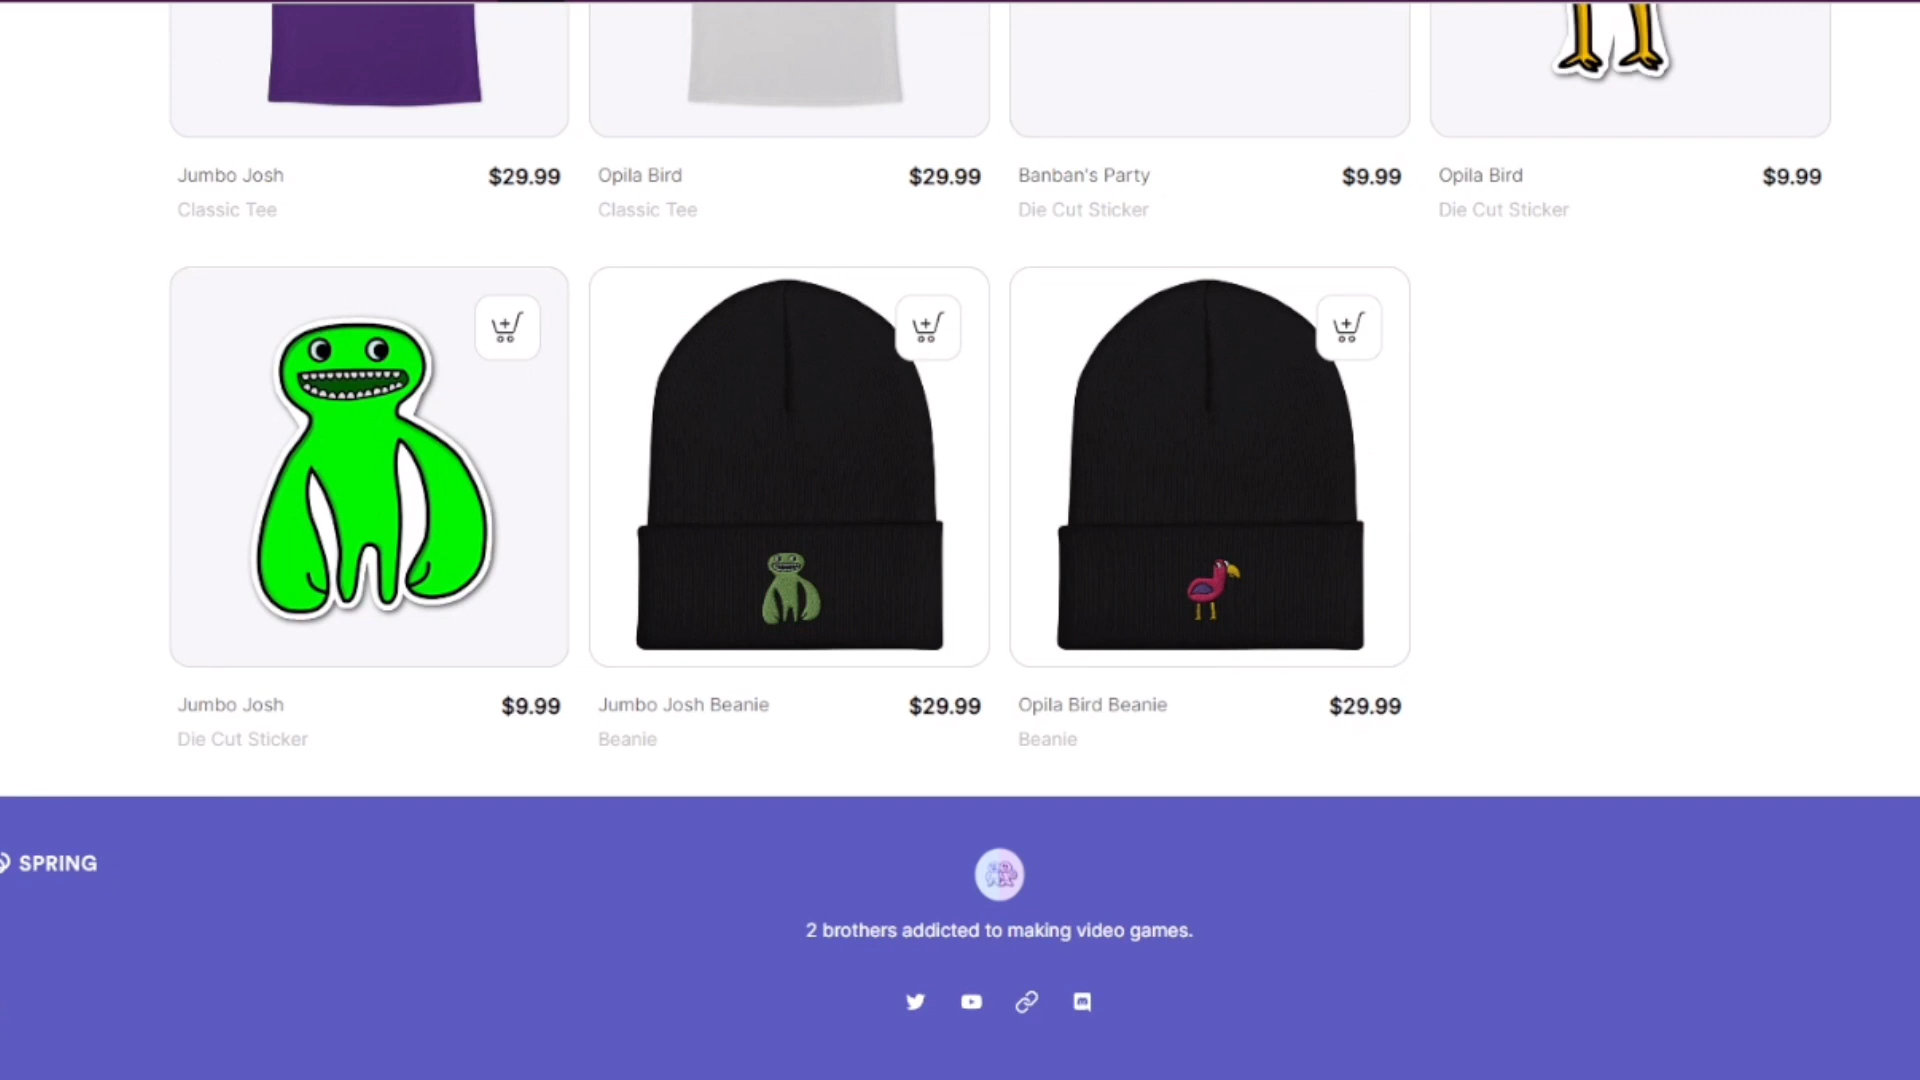 Jumbo Josh $29.99
Classic Tee
Opila Bird $29.99
Classic Tee
Banban's Party $9.99
Die Cut Sticker
Opila Bird $9.99
Die Cut Sticker
Jumbo Josh $9.99
Die Cut Sticker
Jumbo Josh Beanie $29.99
Beanie
Opila Bird Beanie $29.99
Beanie
SPRING
2 brothers addicted to making video games.